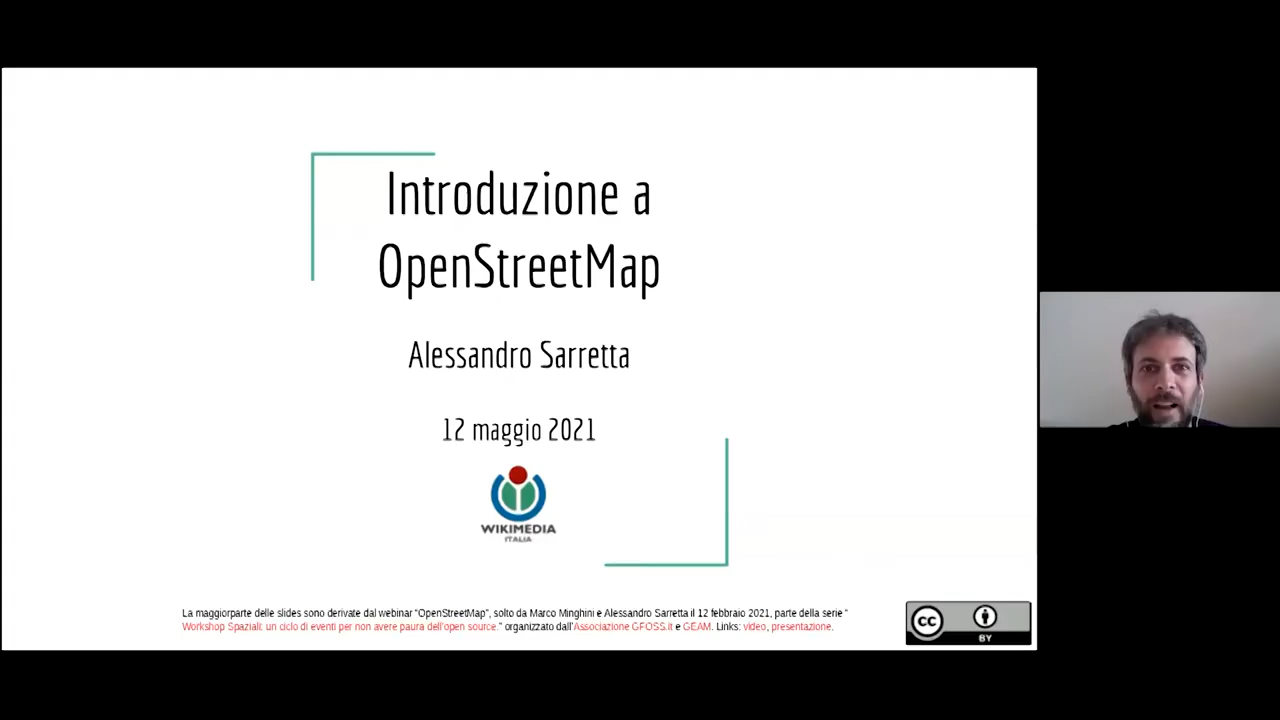 Introduzione a
OpenStreetMap
Alessandro Sarretta
12 maggio 2021
WIKIMEDIA
ITALIA
La maggiorparte delle slides sono derivate dal webinar "OpenStreetMap", solto da Marco Minghini e Alessandro Sarretta il 12 febbraio 2021, parte della serie "
Workshop Spaziali: un ciclo di eventi per non avere paura dell'open source." organizzato dall'Associazione GFOSS.it e GEAM. Links: video, presentazione.
cc
BY